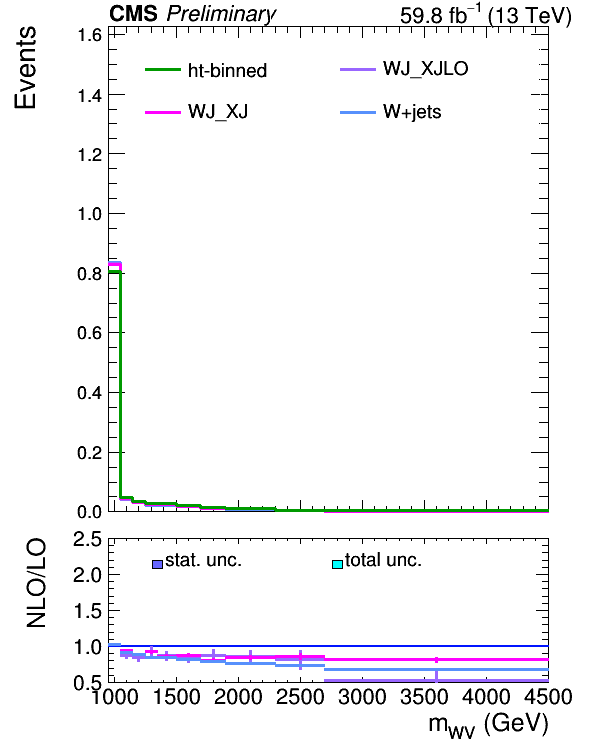 CMS Preliminary 59.8 fb⁻¹ (13 TeV)
Events
1.6
1.4
1.2
1.0
0.8
0.6
0.4
0.2
0.0
ht-binned WJ_XJLO
WJ_XJ W+jets
NLO/LO
2.5
2.0
1.5
1.0
0.5
stat. unc. total unc.
1000 1500 2000 2500 3000 3500 4000 4500
m_WV (GeV)